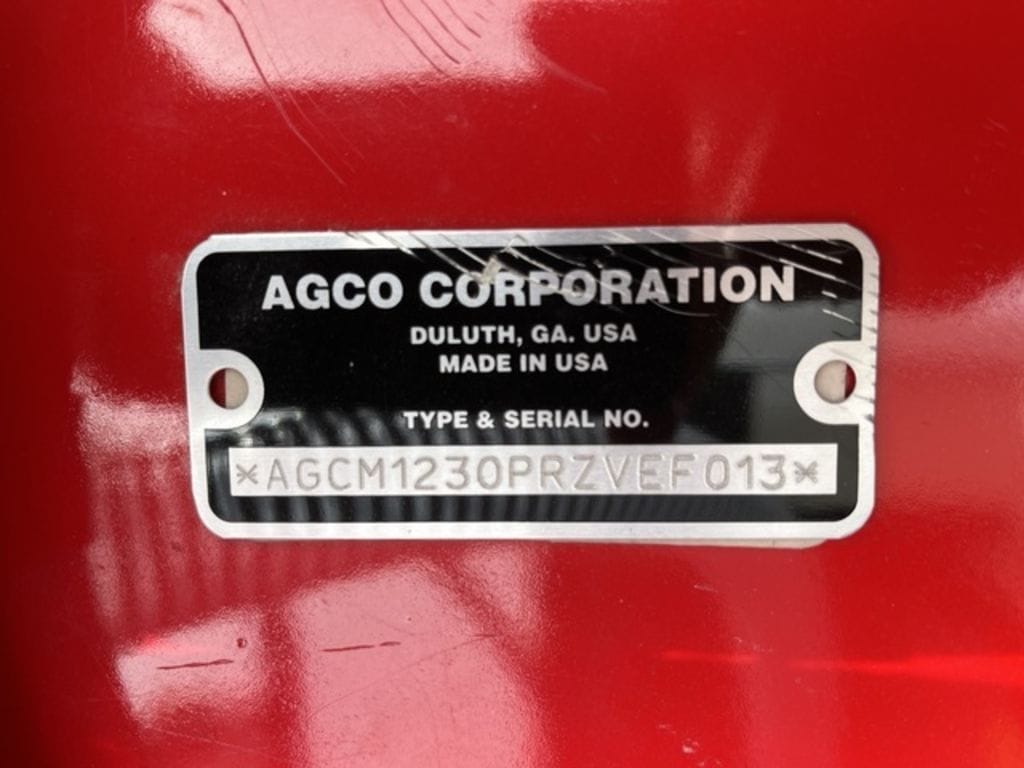 AGCO CORPORATION
DULUTH, GA. USA
MADE IN USA
TYPE & SERIAL NO.
*AGCM1230PRZVEF013*